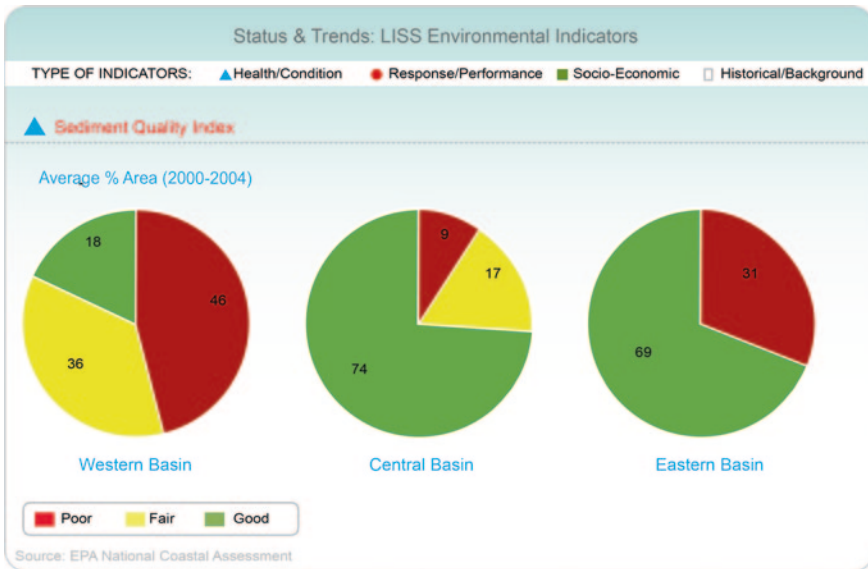 Status & Trends: LISS Environmental Indicators
TYPE OF INDICATORS: Health/Condition Response/Performance Socio-Economic Historical/Background
Sediment Quality Index
Average % Area (2000-2004)
18 46 36
9 17 74
31 69
Western Basin Central Basin Eastern Basin
Poor Fair Good
Source: EPA National Coastal Assessment